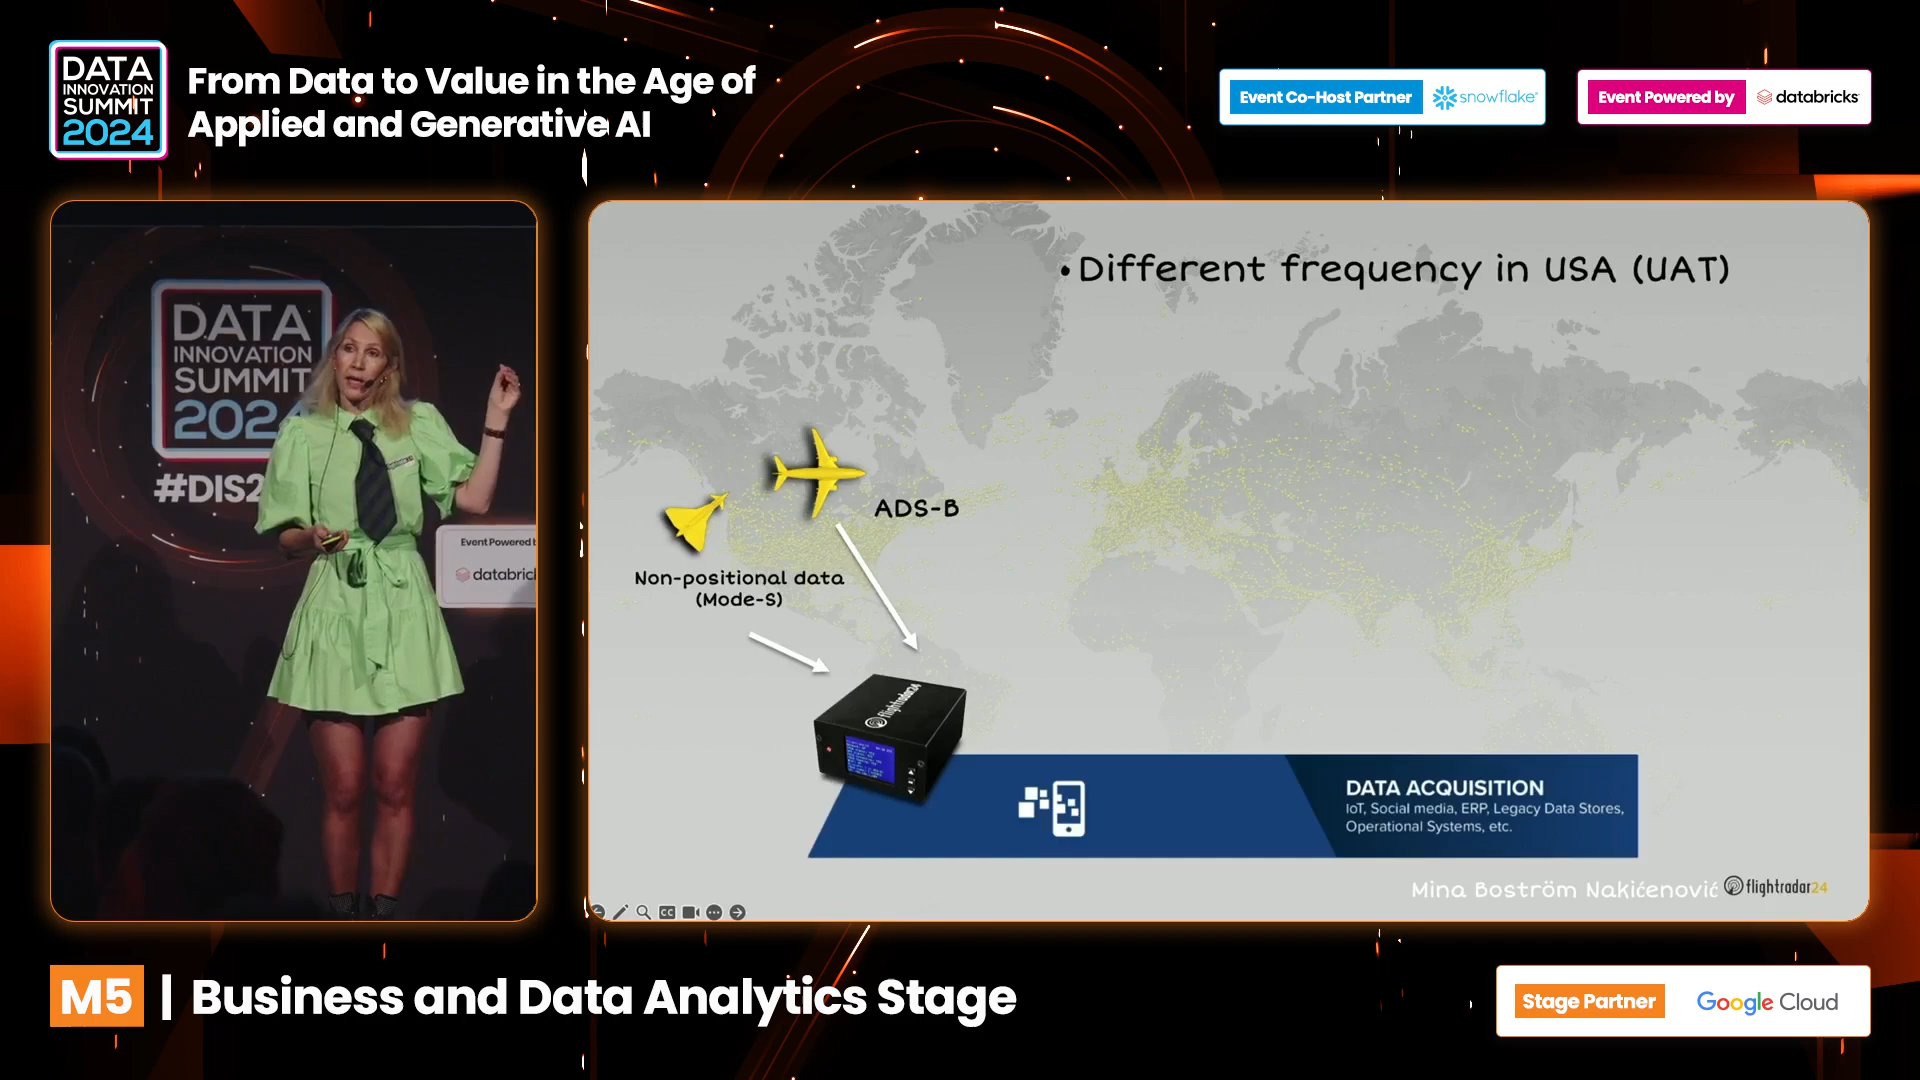 DATA
INNOVATION
SUMMIT
2024
From Data to Value in the Age of
Applied and Generative AI
Event Co-Host Partner
snowflake
Event Powered by
databricks
DATA
INNOVATION
SUMMIT
202
#DIS2
Event Powered
databric
• Different frequency in USA (UAT)
ADS-B
Non-positional data
(Mode-S)
flightradar24
DATA ACQUISITION
IoT, Social media, ERP, Legacy Data Stores,
Operational Systems, etc.
Mina Boström Nakićenović
flightradar24
CC
M5 | Business and Data Analytics Stage
Stage Partner
Google Cloud